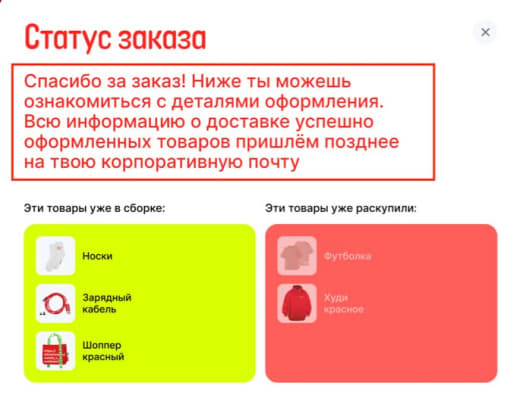 Статус заказа
Спасибо за заказ! Ниже ты можешь
ознакомиться с деталями оформления.
Всю информацию о доставке успешно
оформленных товаров пришлём позднее
на твою корпоративную почту
Эти товары уже в сборке:
Носки
Зарядный
кабель
Шоппер
красный
Эти товары уже раскупили:
Футболка
Худи
красное